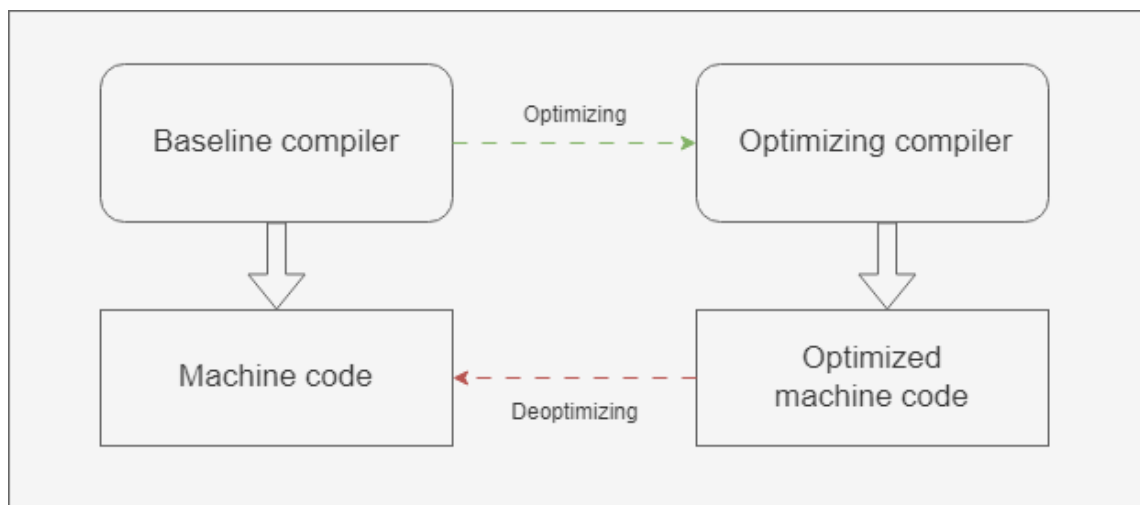 Baseline compiler
Optimizing
Optimizing compiler
Machine code
Deoptimizing
Optimized
machine code